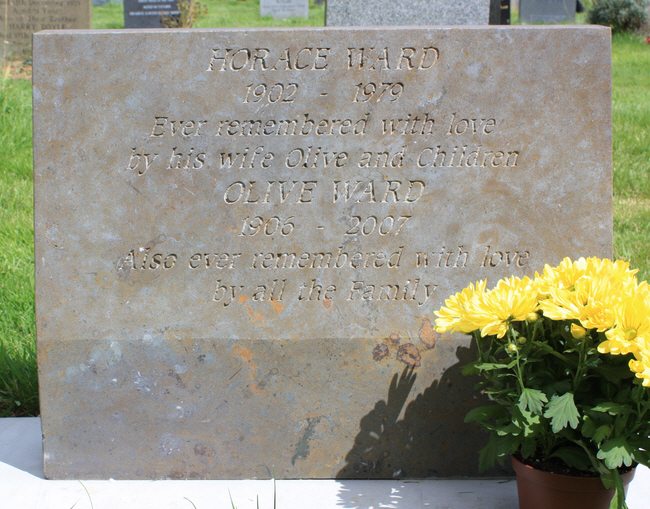 HORACE WARD
1902 - 1979
Ever remembered with love
by his wife Olive and Children
OLIVE WARD
1906 - 2007
Also ever remembered with love
by all the Family